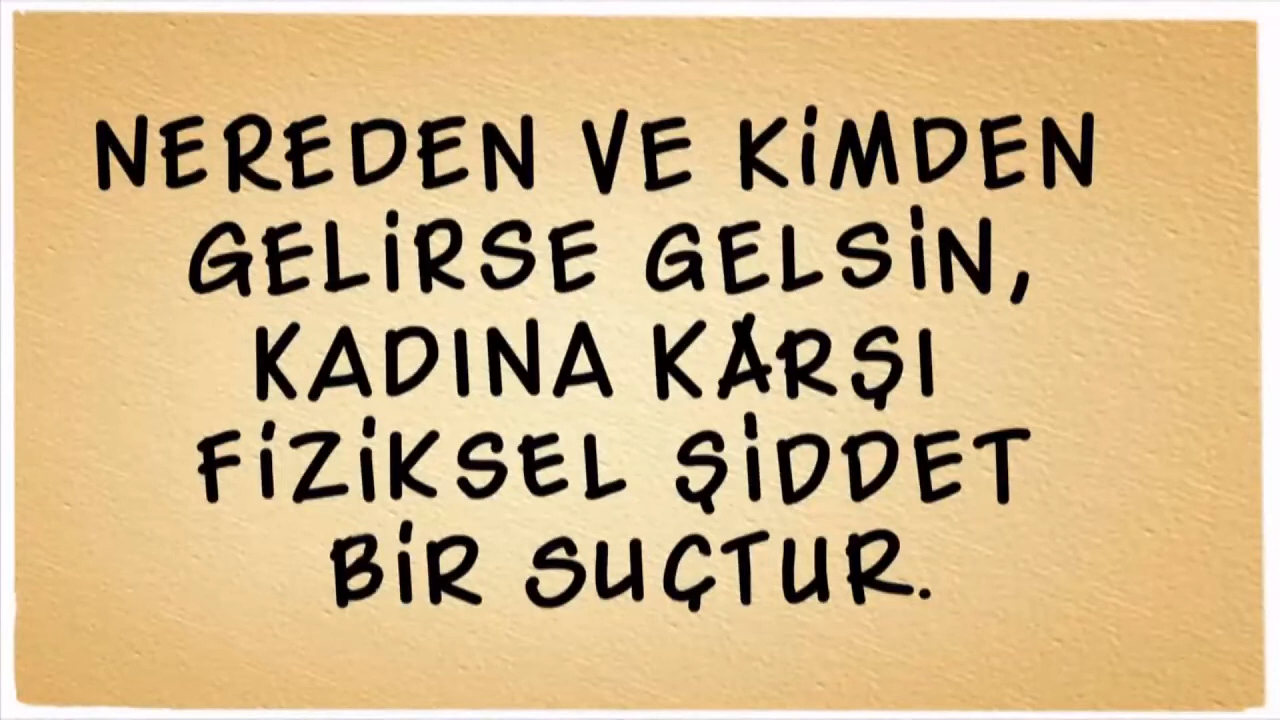 NEREDEN VE KİMDEN
GELİRSE GELSİN,
KADINA KARŞI
FİZİKSEL ŞİDDET
BİR SUÇTUR.